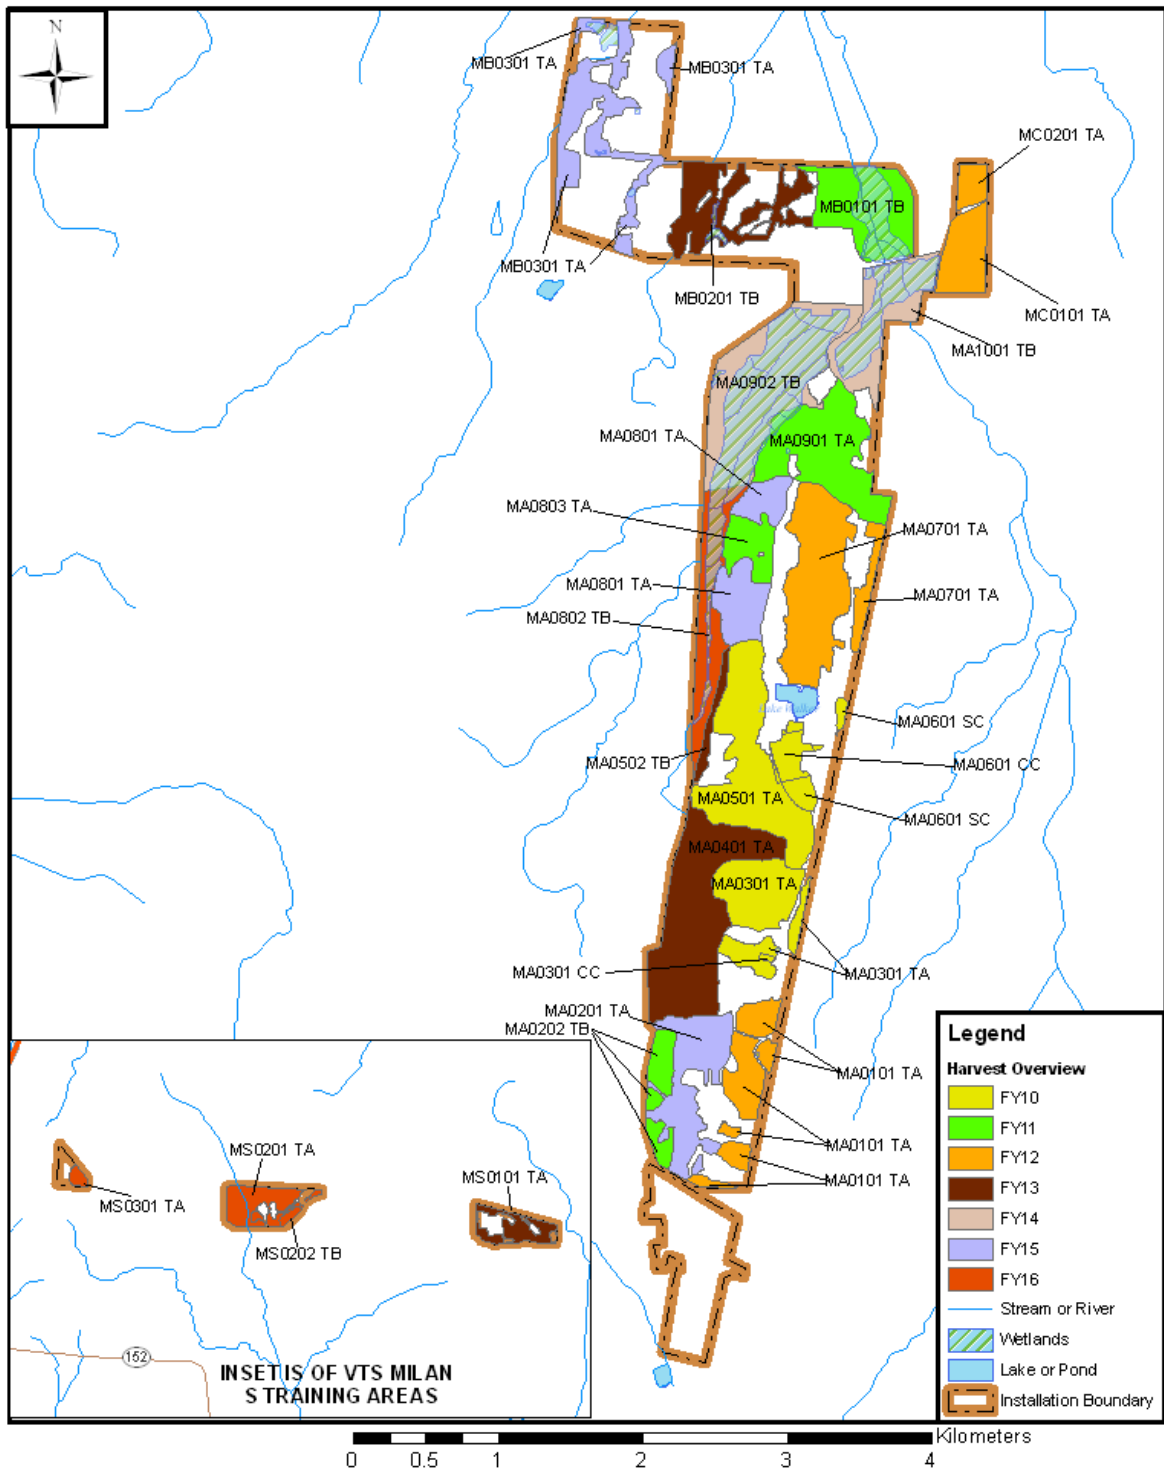 N
MB0301 TA
MB0301 TA
MC0201 TA
MB0101 TB
MB0301 TA
MB0201 TB
MC0101 TA
MA1001 TB
MA0902 TB
MA0801 TA
MA0901 TA
MA0803 TA
MA0701 TA
MA0801 TA
MA0701 TA
MA0802 TB
Lake Walker
MA0601 SC
MA0502 TB
MA0601 CC
MA0501 TA
MA0601 SC
MA0401 TA
MA0301 TA
MA0301 CC
MA0301 TA
MA0201 TA
MA0202 TB
MA0101 TA
MA0101 TA
MA0101 TA
MS0201 TA
MS0301 TA
MS0101 TA
MS0202 TB
152
INSET IS OF VTS MILAN
S TRAINING AREAS
Legend
Harvest Overview
FY10
FY11
FY12
FY13
FY14
FY15
FY16
Stream or River
Wetlands
Lake or Pond
Installation Boundary
Kilometers
0 0.5 1 2 3 4